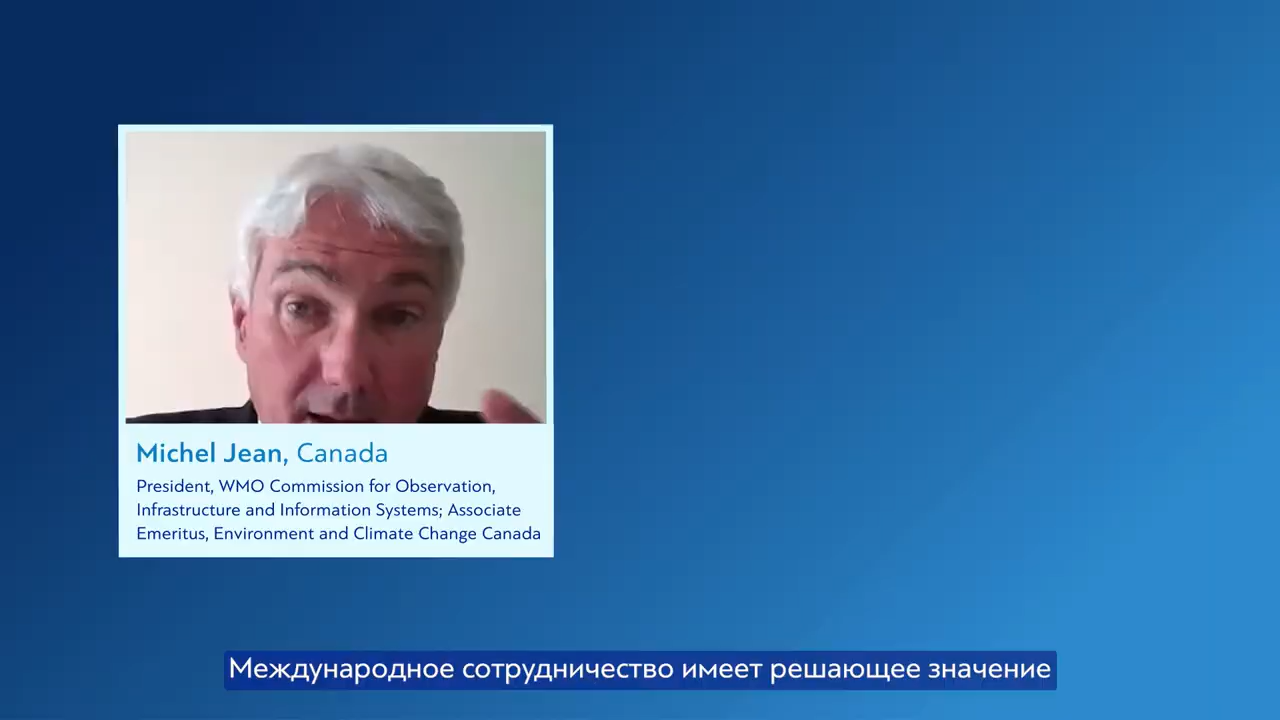 Michel Jean, Canada
President, WMO Commission for Observation,
Infrastructure and Information Systems; Associate
Emeritus, Environment and Climate Change Canada
Международное сотрудничество имеет решающее значение